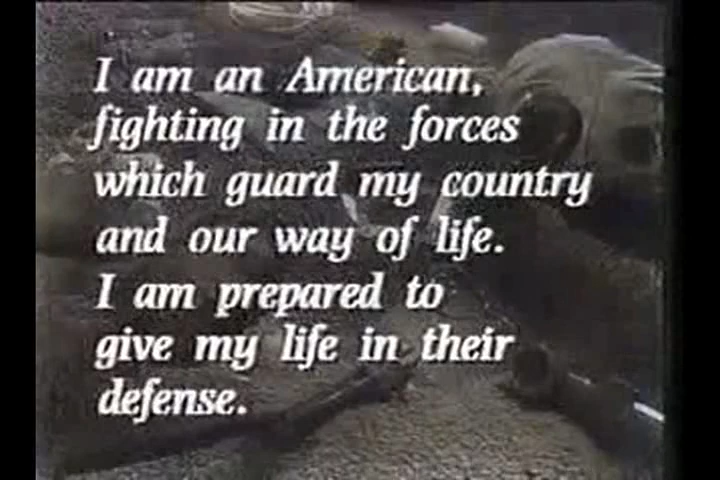 I am an American,
fighting in the forces
which guard my country
and our way of life.
I am prepared to
give my life in their
defense.